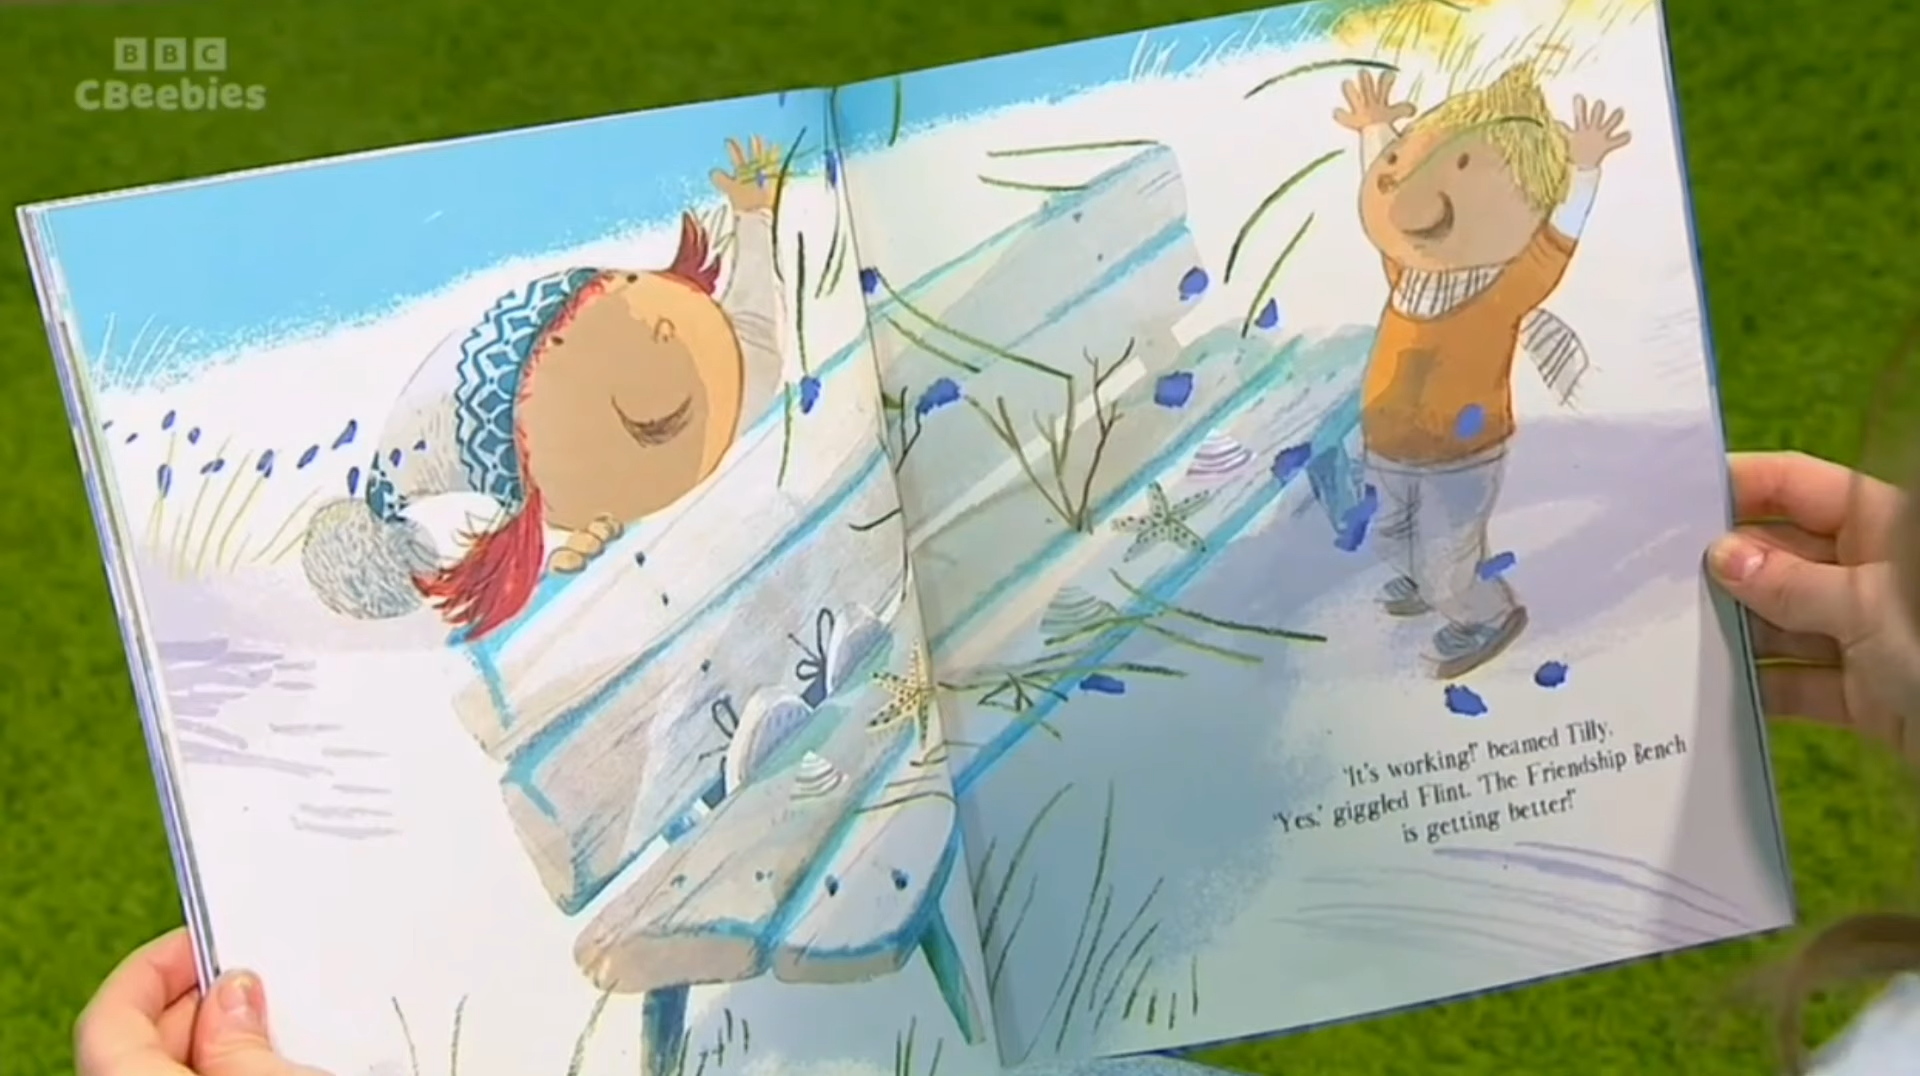 BBC
CBeebies
'It's working!' beamed Tilly.
'Yes,' giggled Flint. 'The Friendship Bench
is getting better!'